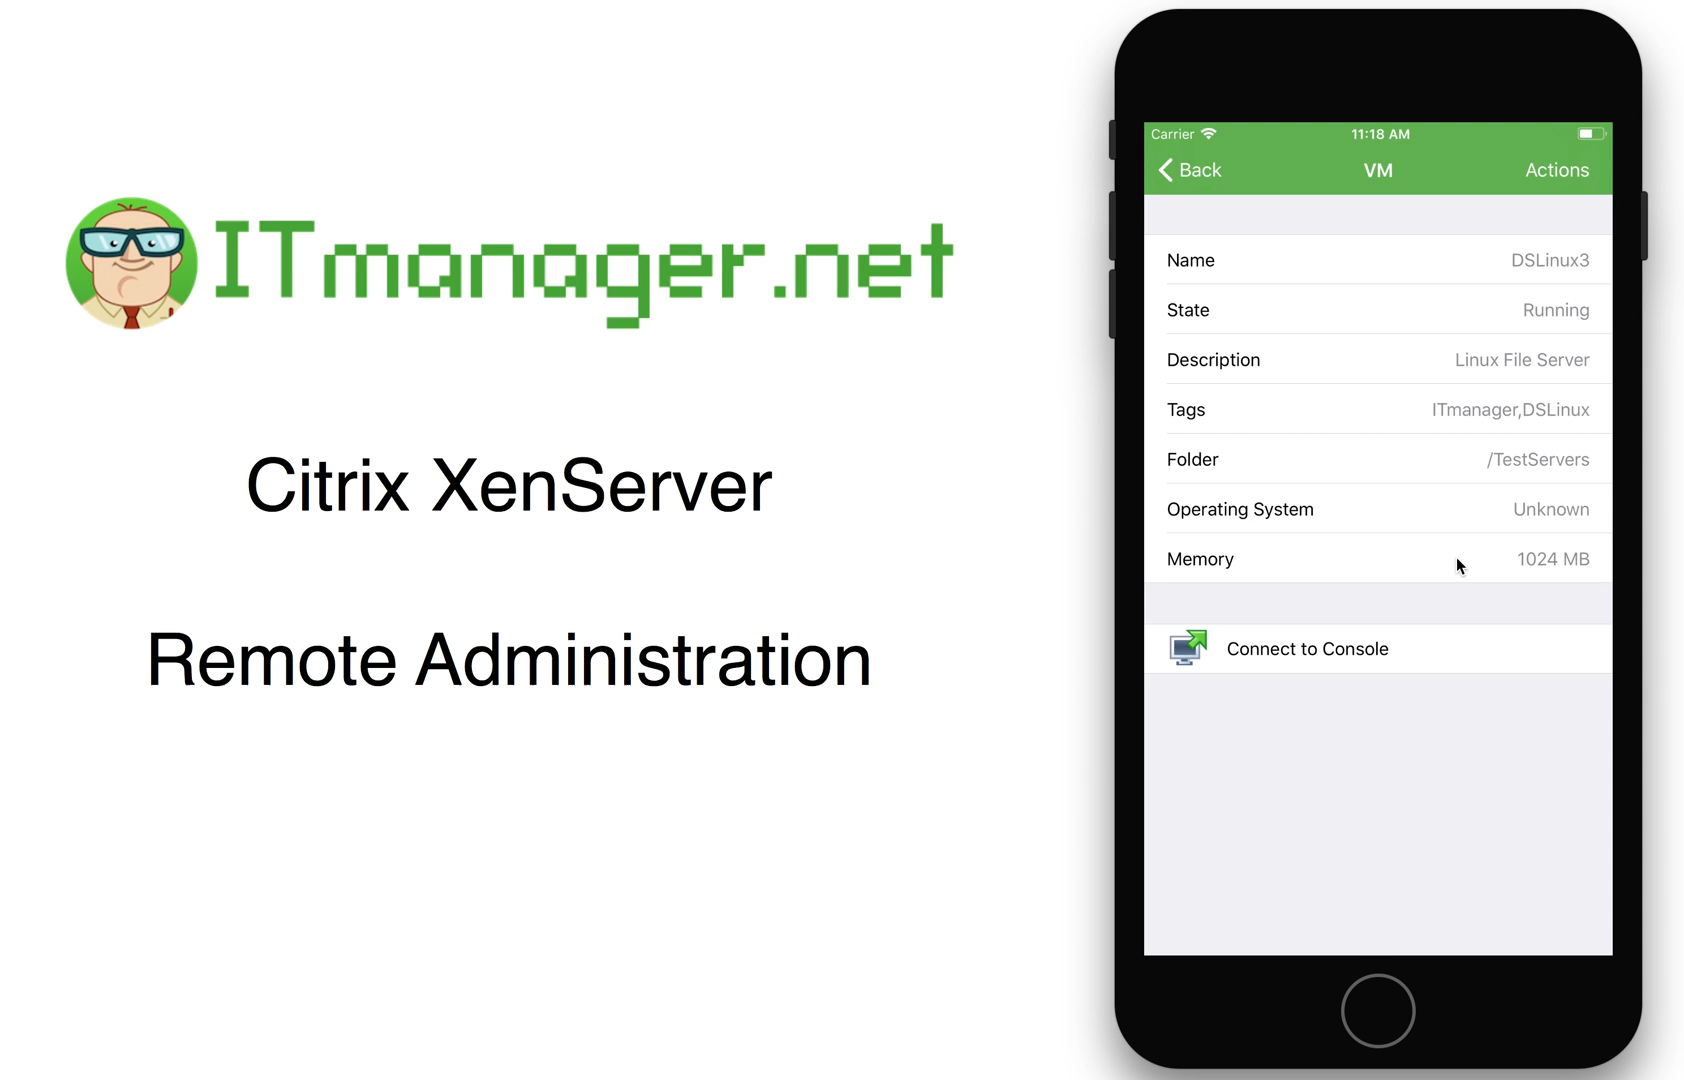 ITmanager.net
Citrix XenServer
Remote Administration
Carrier 11:18 AM
Back VM Actions
Name DSLinux3
State Running
Description Linux File Server
Tags ITmanager,DSLinux
Folder /TestServers
Operating System Unknown
Memory 1024 MB
Connect to Console